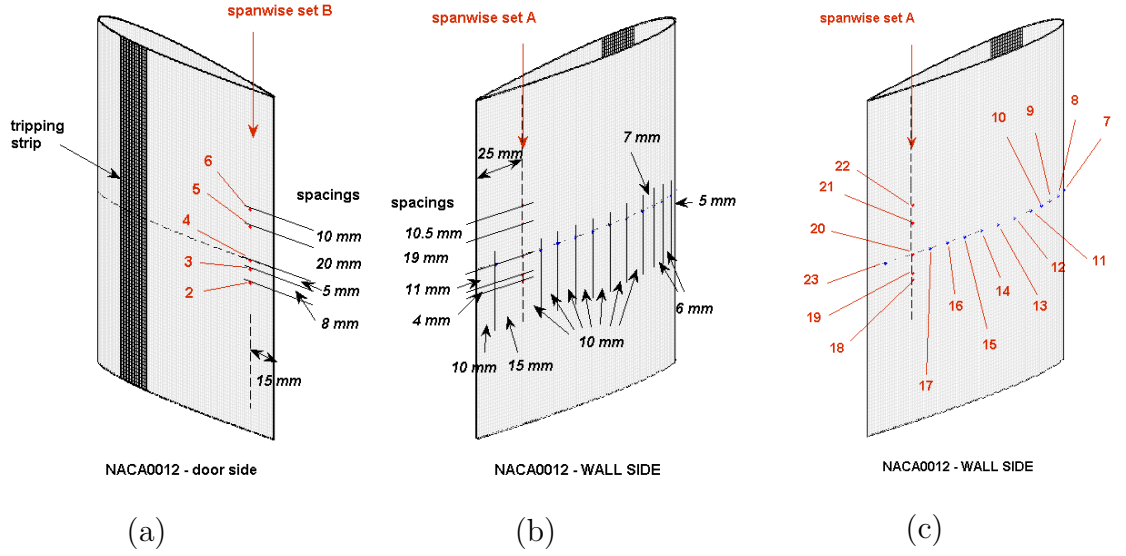 spanwise set B
tripping
strip
6
5
4
3
2
spacings
10 mm
20 mm
5 mm
8 mm
15 mm
NACA0012 - door side
(a)
spanwise set A
25 mm
7 mm
spacings
5 mm
10.5 mm
19 mm
11 mm
4 mm
6 mm
10 mm
15 mm
10 mm
NACA0012 - WALL SIDE
(b)
spanwise set A
8
9
7
10
22
21
20
23
19
18
17
16
15
14
13
12
11
NACA0012 - WALL SIDE
(c)